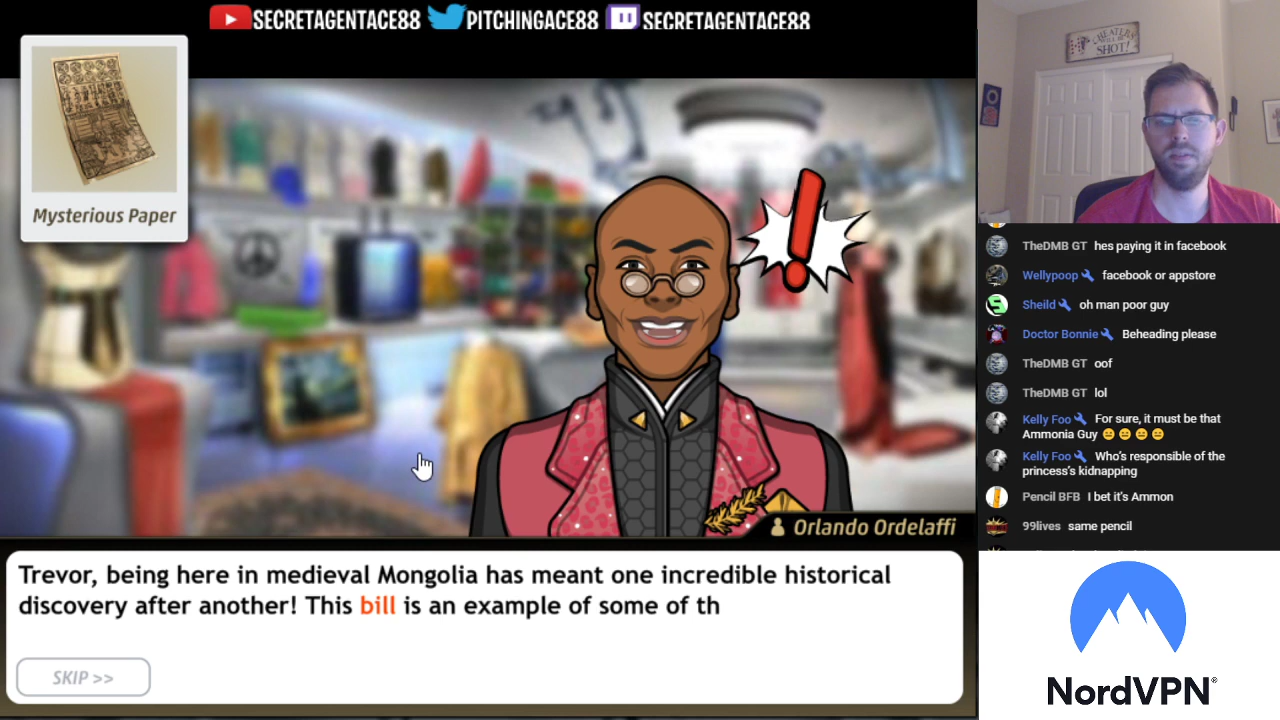 SECRETAGENTACE88 PITCHINGACE88 SECRETAGENTACE88
Mysterious Paper
Orlando Ordelaffi
Trevor, being here in medieval Mongolia has meant one incredible historical
discovery after another! This bill is an example of some of th
SKIP >>
CHEATERS
WILL BE
SHOT!
TheDMB GT hes paying it in facebook
Wellypoop facebook or appstore
Sheild oh man poor guy
Doctor Bonnie Beheading please
TheDMB GT oof
TheDMB GT lol
Kelly Foo For sure, it must be that
Ammonia Guy
Kelly Foo Who's responsible of the
princess's kidnapping
Pencil BFB I bet it's Ammon
99lives same pencil
NordVPN®